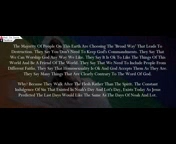 The Majority Of People On This Earth Are Choosing The 'Broad Way' That Leads To
Destruction. They Say You Don't Need To Keep God's Commandments. They Say That
We Can Worship God Any Way We Like. They Say It Is Ok To Like The Things Of This
World And Be A Friend Of The World. They Say That We Need To Include People From
Different Faiths. They Say That Homosexuality Is Ok And God Accepts Them As They Are.
They Say Many Things That Are Clearly Contrary To The Word Of God.
Why? Because They Walk After The Flesh Rather Than The Spirit. The Constant
Indulgence Of Sin That Existed In Noah's Day And Lot's Day, Exists Today As Jesus
Predicted The Last Days Would Be The Same As The Days Of Noah And Lot.